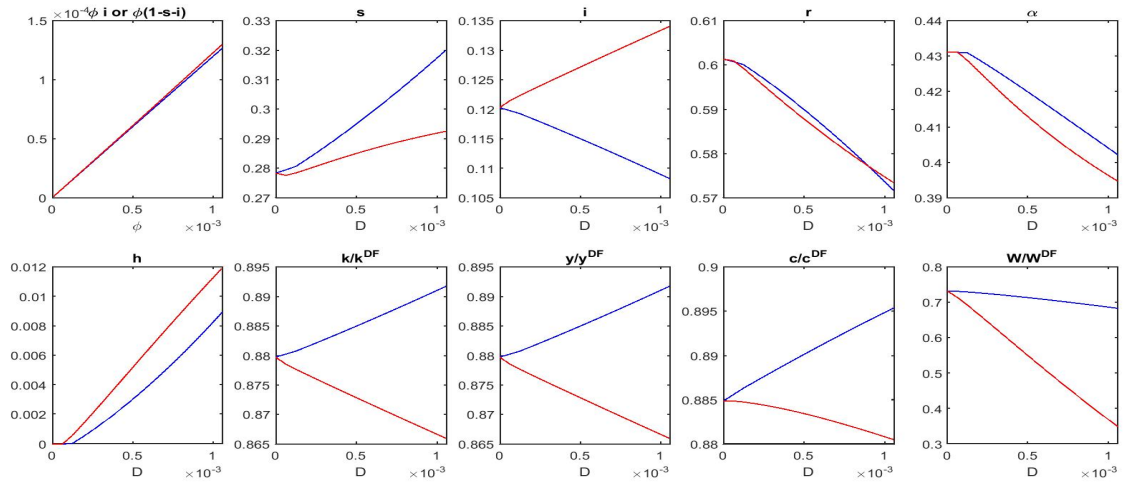 ×10⁻⁴ ϕ i or ϕ(1-s-i)
1.5
1
0.5
0
0 0.5 1
ϕ ×10⁻³
s
0.33
0.32
0.31
0.3
0.29
0.28
0.27
0 0.5 1
D ×10⁻³
i
0.135
0.13
0.125
0.12
0.115
0.11
0.105
0 0.5 1
D ×10⁻³
r
0.61
0.6
0.59
0.58
0.57
0 0.5 1
D ×10⁻³
α
0.44
0.43
0.42
0.41
0.4
0.39
0 0.5 1
D ×10⁻³
h
0.012
0.01
0.008
0.006
0.004
0.002
0
0 0.5 1
D ×10⁻³
k/k^DF
0.895
0.89
0.885
0.88
0.875
0.87
0.865
0 0.5 1
D ×10⁻³
y/y^DF
0.895
0.89
0.885
0.88
0.875
0.87
0.865
0 0.5 1
D ×10⁻³
c/c^DF
0.9
0.895
0.89
0.885
0.88
0 0.5 1
D ×10⁻³
W/W^DF
0.8
0.7
0.6
0.5
0.4
0.3
0 0.5 1
D ×10⁻³